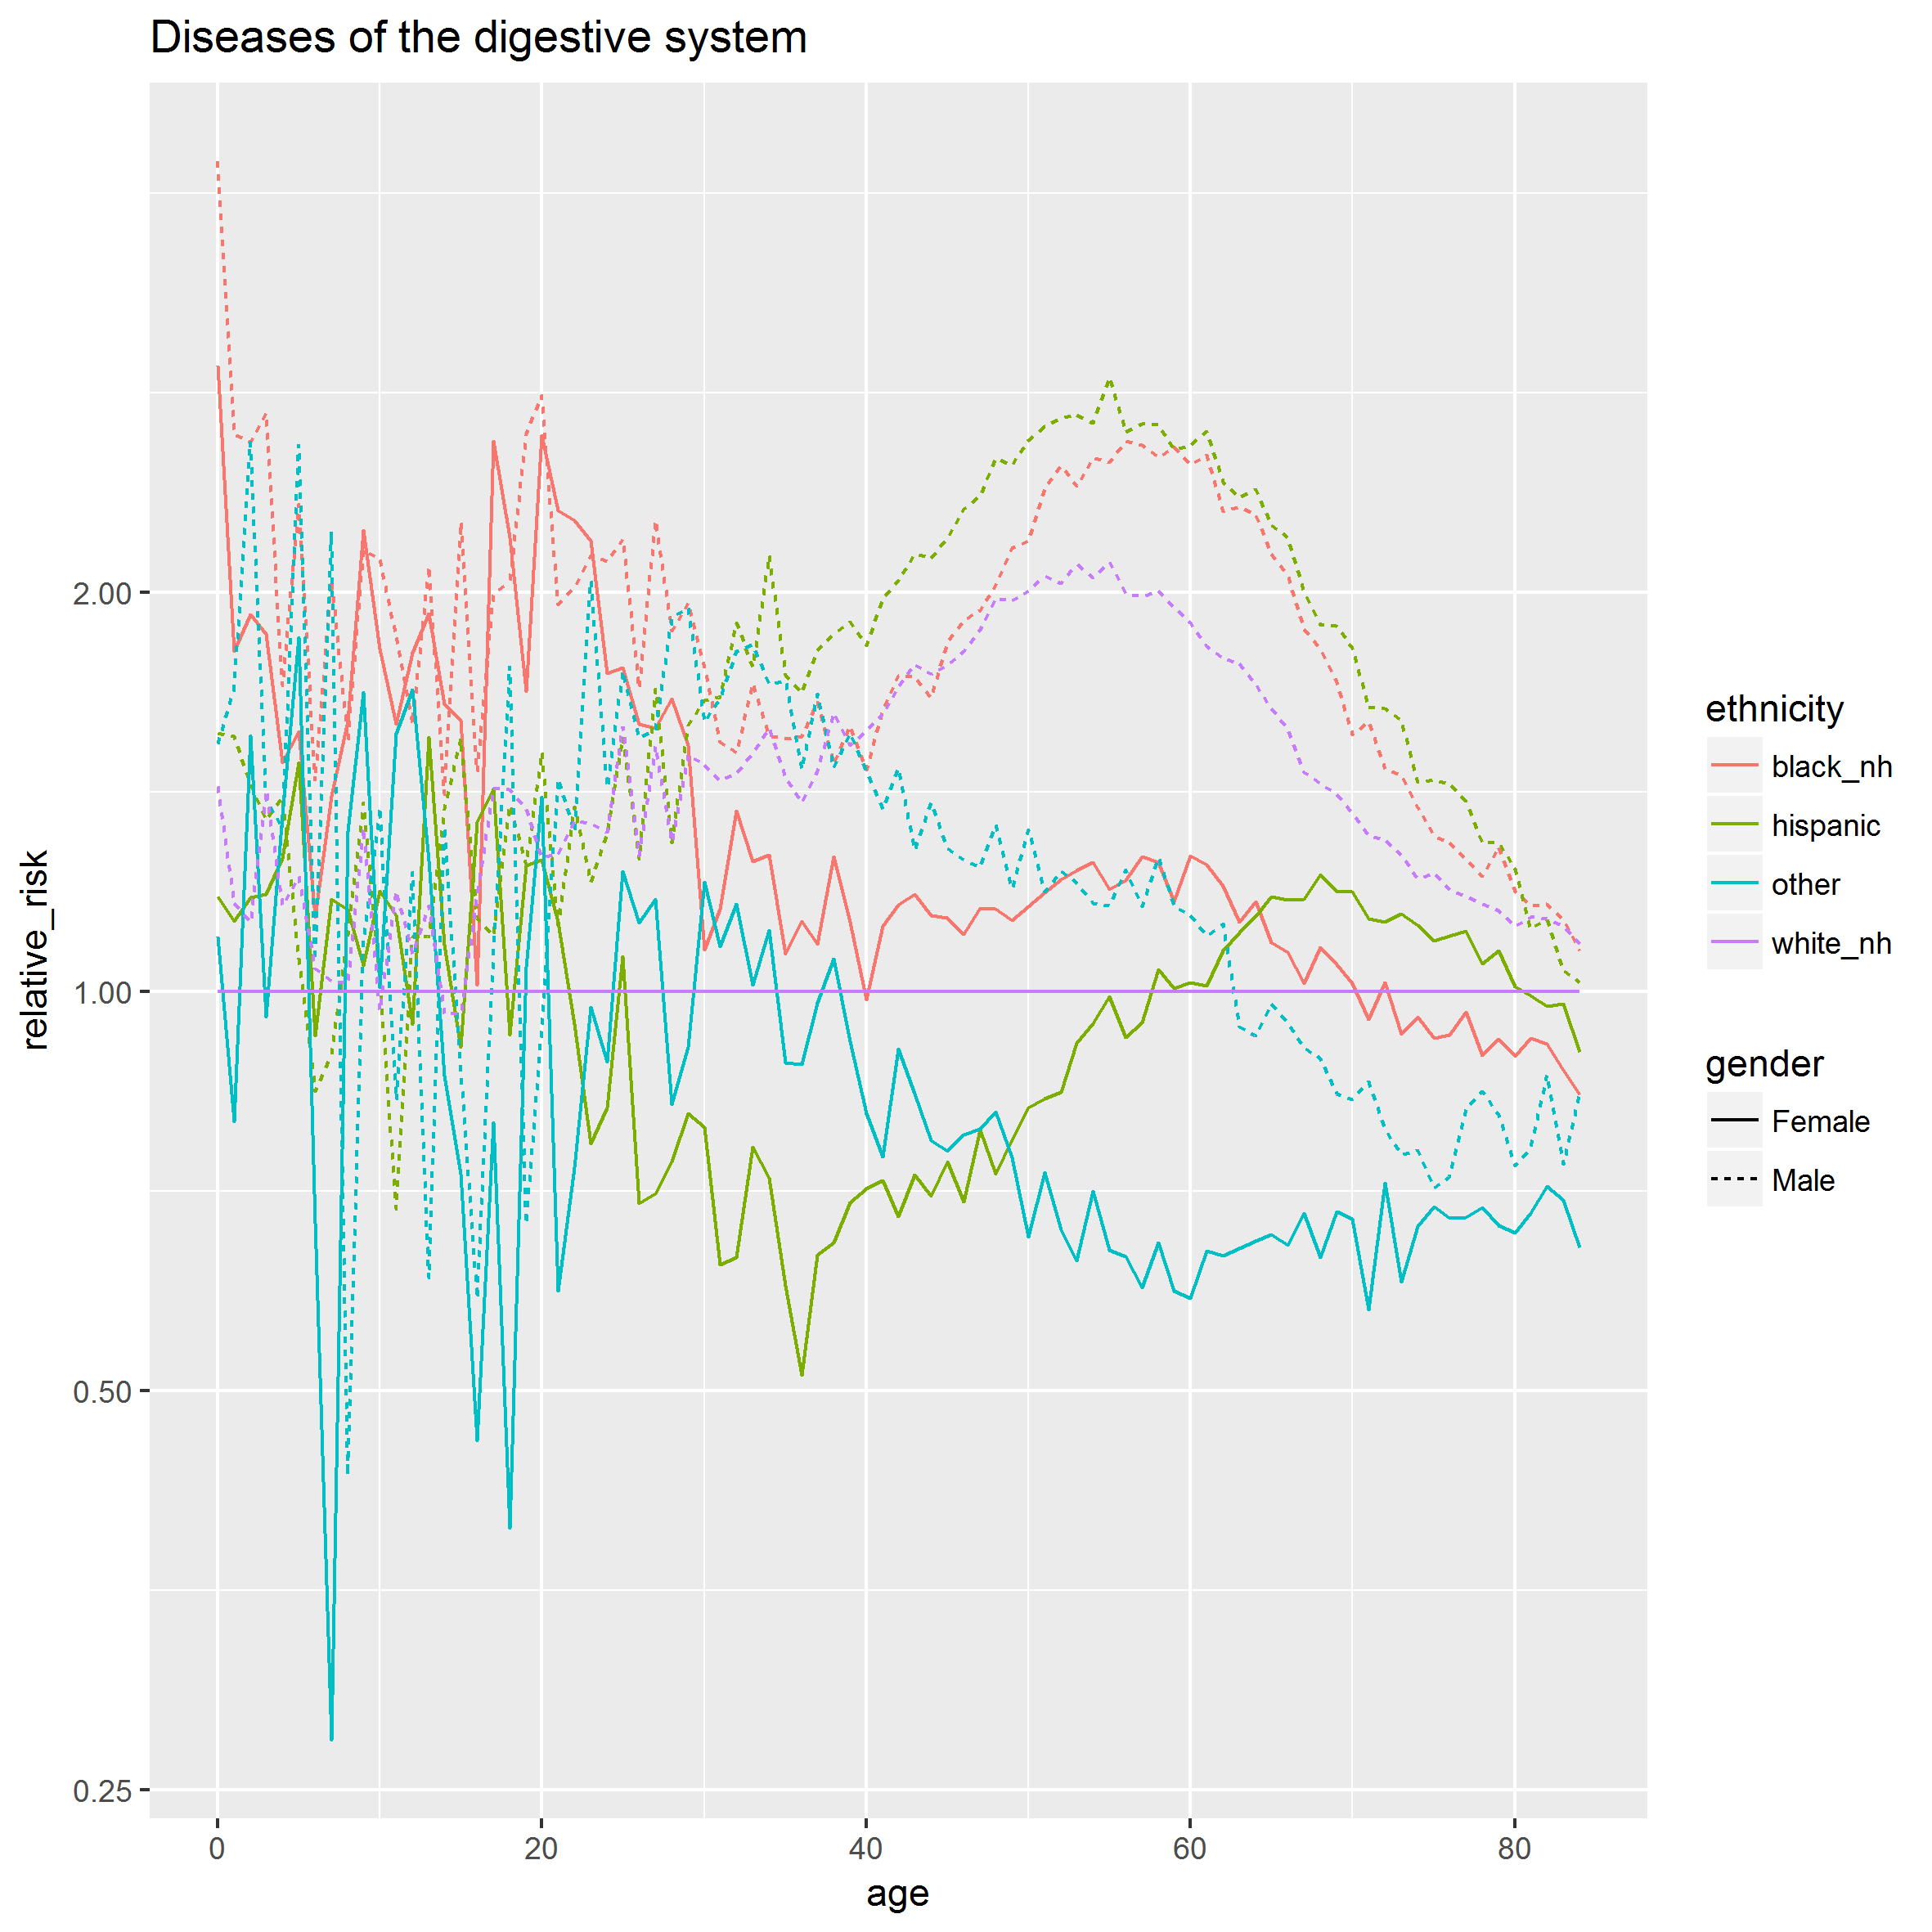 Diseases of the digestive system
relative_risk
2.00
1.00
0.50
0.25
0
20
40
60
80
age
ethnicity
black_nh
hispanic
other
white_nh
gender
Female
Male